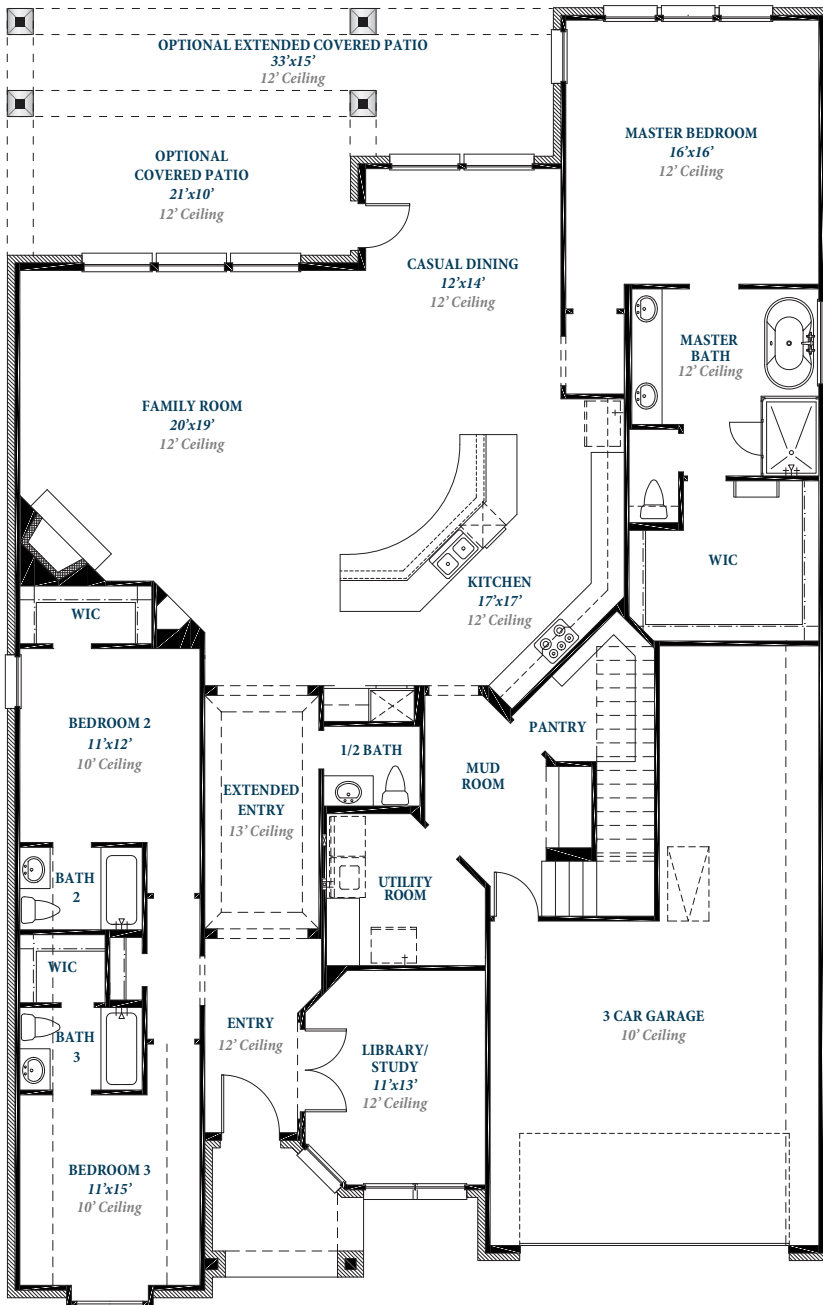 OPTIONAL EXTENDED COVERED PATIO
33'x15'
12' Ceiling
OPTIONAL
COVERED PATIO
21'x10'
12' Ceiling
MASTER BEDROOM
16'x16'
12' Ceiling
CASUAL DINING
12'x14'
12' Ceiling
MASTER
BATH
12' Ceiling
FAMILY ROOM
20'x19'
12' Ceiling
WIC
KITCHEN
17'x17'
12' Ceiling
WIC
BEDROOM 2
11'x12'
10' Ceiling
EXTENDED
ENTRY
13' Ceiling
1/2 BATH
MUD
ROOM
PANTRY
BATH
2
UTILITY
ROOM
WIC
BATH
3
ENTRY
12' Ceiling
LIBRARY/
STUDY
11'x13'
12' Ceiling
3 CAR GARAGE
10' Ceiling
BEDROOM 3
11'x15'
10' Ceiling